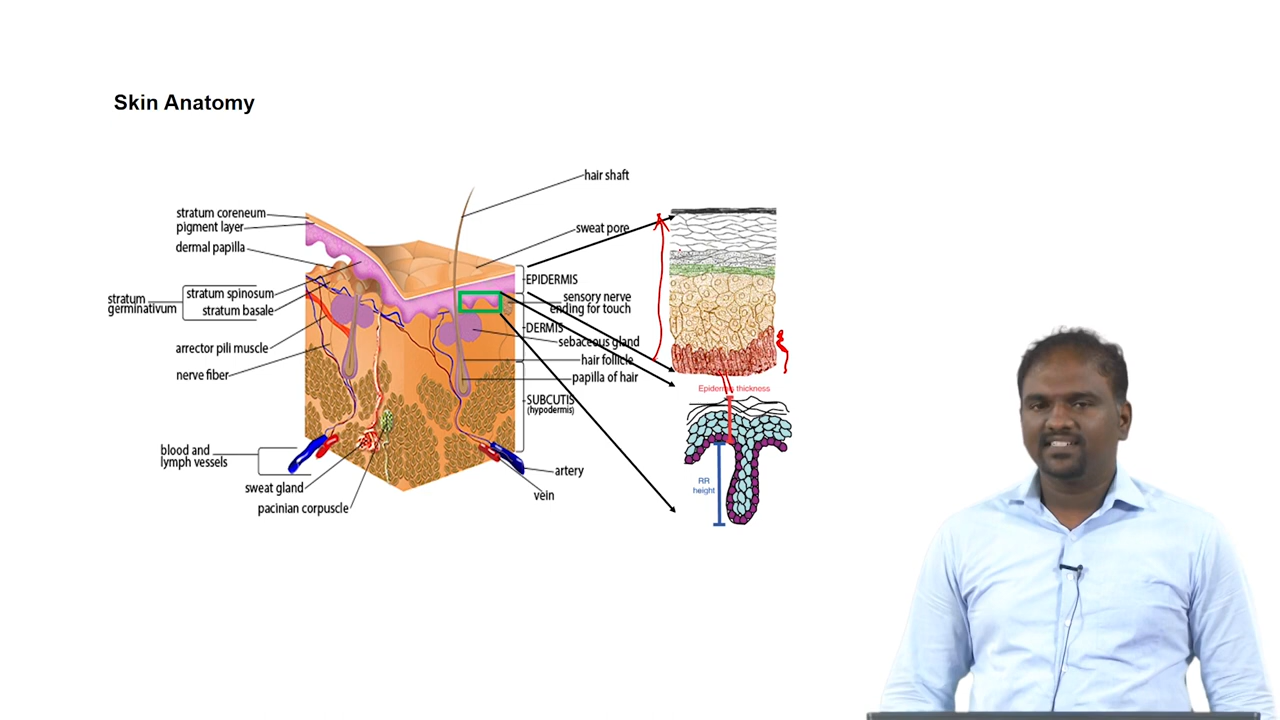 Skin Anatomy
hair shaft
stratum coreneum
pigment layer
sweat pore
dermal papilla
EPIDERMIS
stratum spinosum
stratum
germinativum
stratum basale
sensory nerve
ending for touch
DERMIS
sebaceous gland
arrector pili muscle
hair follicle
nerve fiber
papilla of hair
Epidermis thickness
SUBCUTIS
(hypodermis)
blood and
lymph vessels
artery
RR
height
sweat gland
vein
pacinian corpuscle